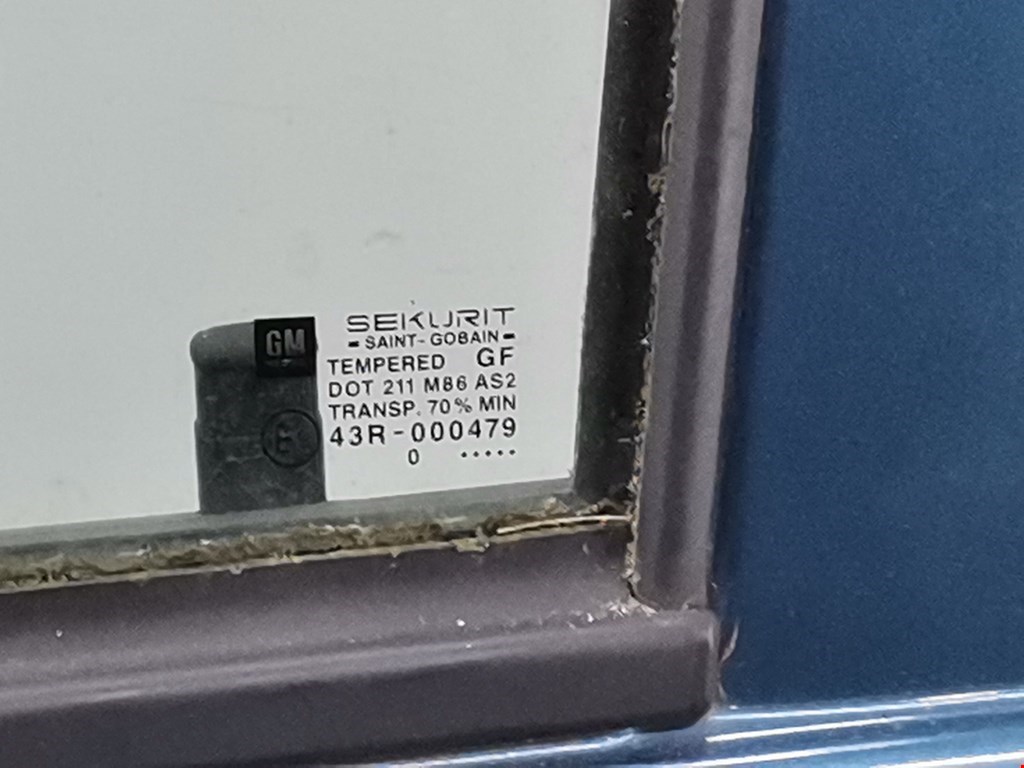 GM
SEKURIT
- SAINT-GOBAIN -
TEMPERED GF
DOT 211 M86 AS2
TRANSP. 70% MIN
43R-000479
0 .....